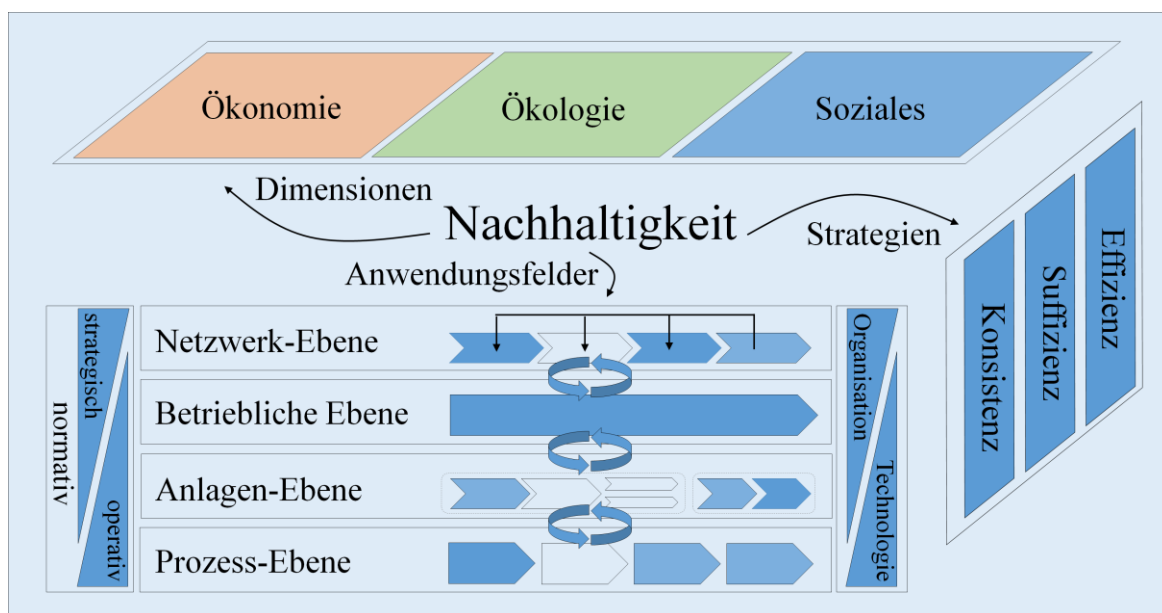 Ökonomie
Ökologie
Soziales
Dimensionen
Nachhaltigkeit
Strategien
Anwendungsfelder
Konsistenz
Suffizienz
Effizienz
normativ
strategisch
operativ
Netzwerk-Ebene
Betriebliche Ebene
Anlagen-Ebene
Prozess-Ebene
Organisation
Technologie